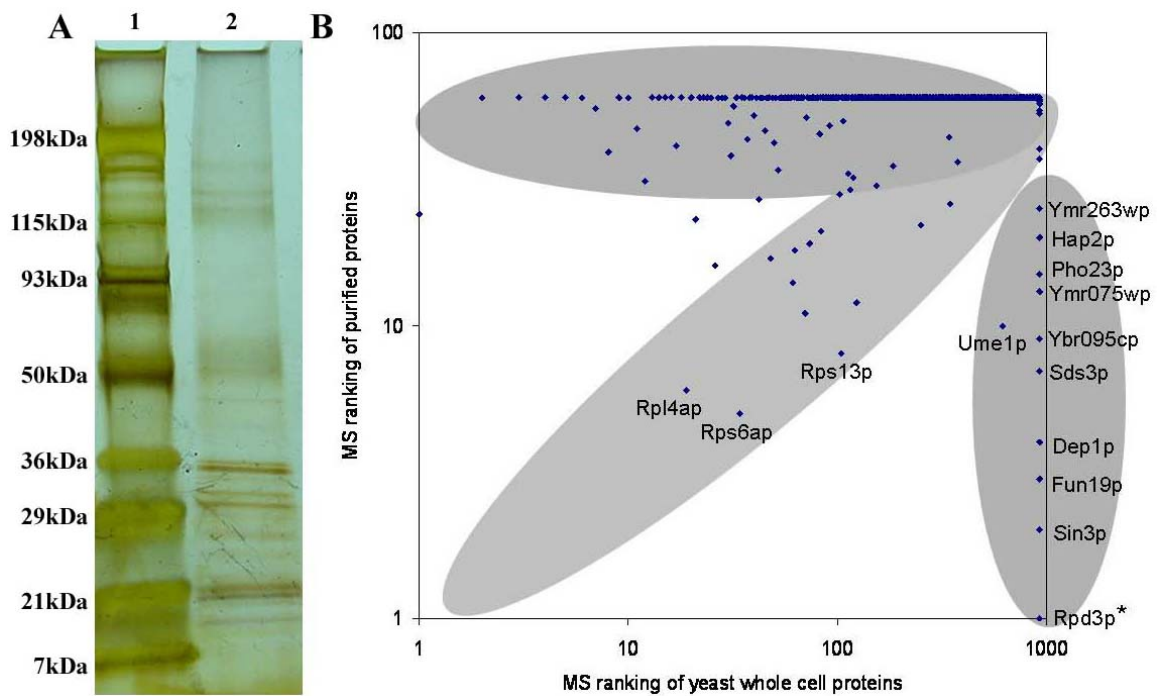 A
1 2
198kDa
115kDa
93kDa
50kDa
36kDa
29kDa
21kDa
7kDa
B
100
10
1
MS ranking of purified proteins
Ymr263wp
Hap2p
Pho23p
Ymr075wp
Ume1p
Ybr095cp
Sds3p
Rps13p
Rpl4ap
Rps6ap
Dep1p
Fun19p
Sin3p
Rpd3p*
1 10 100 1000
MS ranking of yeast whole cell proteins